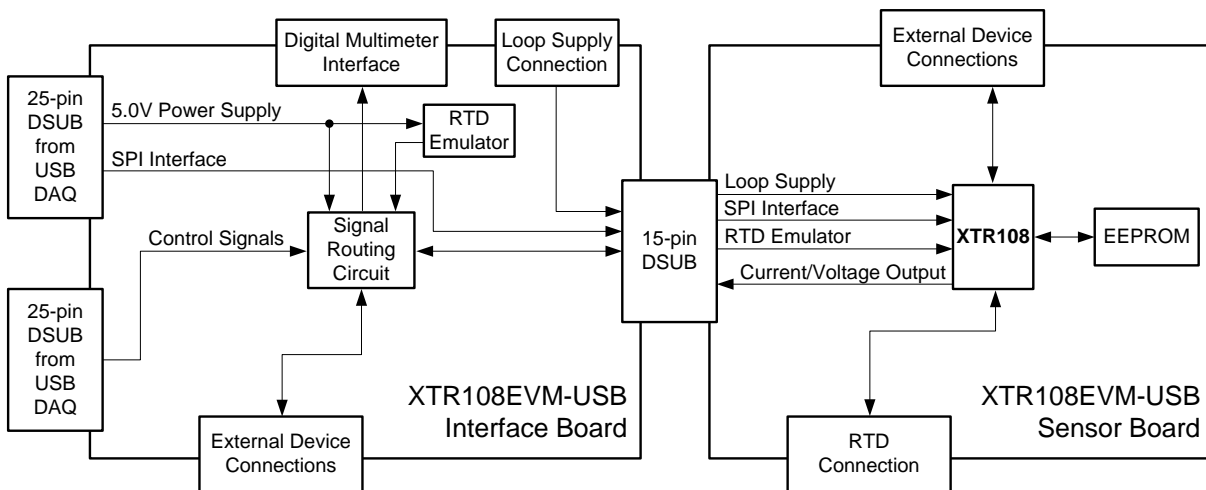 Digital Multimeter
Interface
Loop Supply
Connection
External Device
Connections
25-pin
DSUB
from
USB
DAQ
5.0V Power Supply
RTD
Emulator
SPI Interface
Control Signals
Signal
Routing
Circuit
15-pin
DSUB
Loop Supply
SPI Interface
RTD Emulator
Current/Voltage Output
XTR108
EEPROM
25-pin
DSUB
from
USB
DAQ
XTR108EVM-USB
Interface Board
External Device
Connections
XTR108EVM-USB
Sensor Board
RTD
Connection